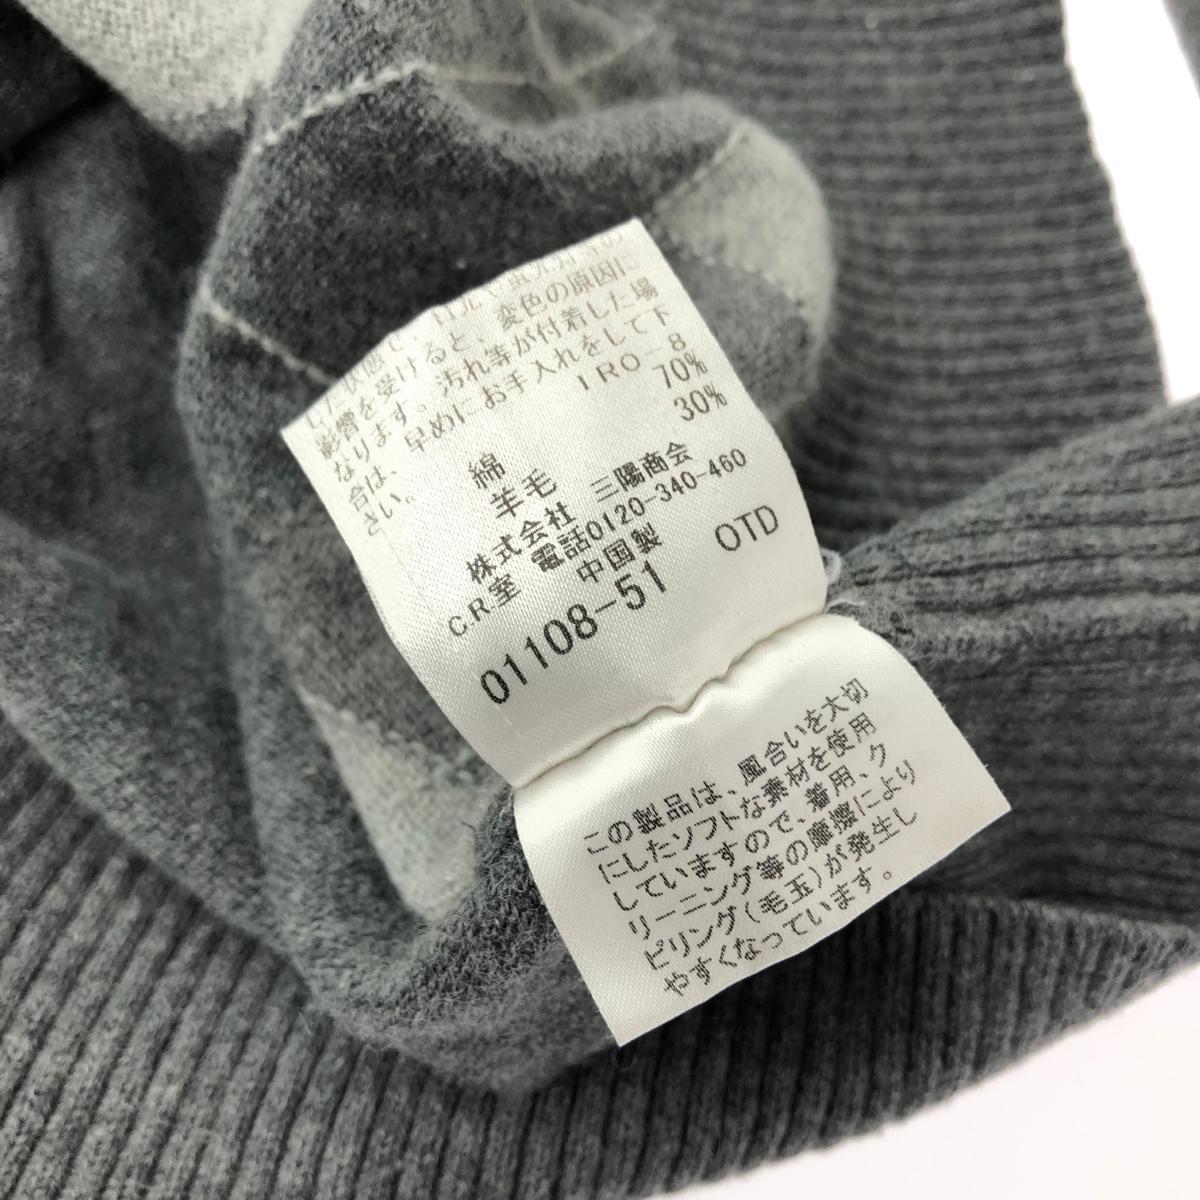 影響を受けると、変色の原因に
なります。汚れ等が付着した場
合は、早めにお手入れをして下
さい。 IRO-8
綿 70%
羊毛 30%
株式会社 三陽商会
C.R.室 電話0120-340-460
中国製 OTD
01108-51
この製品は、風合いを大切
にしたソフトな素材を使用
していますので、着用、ク
リーニング等の摩擦により
ピリング(毛玉)が発生し
やすくなっています。